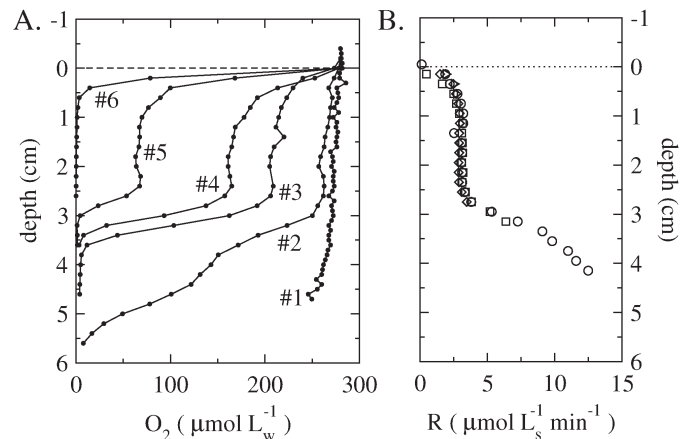 A.
B.
-1
0
1
2
3
4
5
6
depth (cm)
#6
#5
#4
#3
#2
#1
0 100 200 300
O2 ( μmol Lw-1 )
-1
0
1
2
3
4
5
6
depth (cm)
0 5 10 15
R ( μmol Ls-1 min-1 )